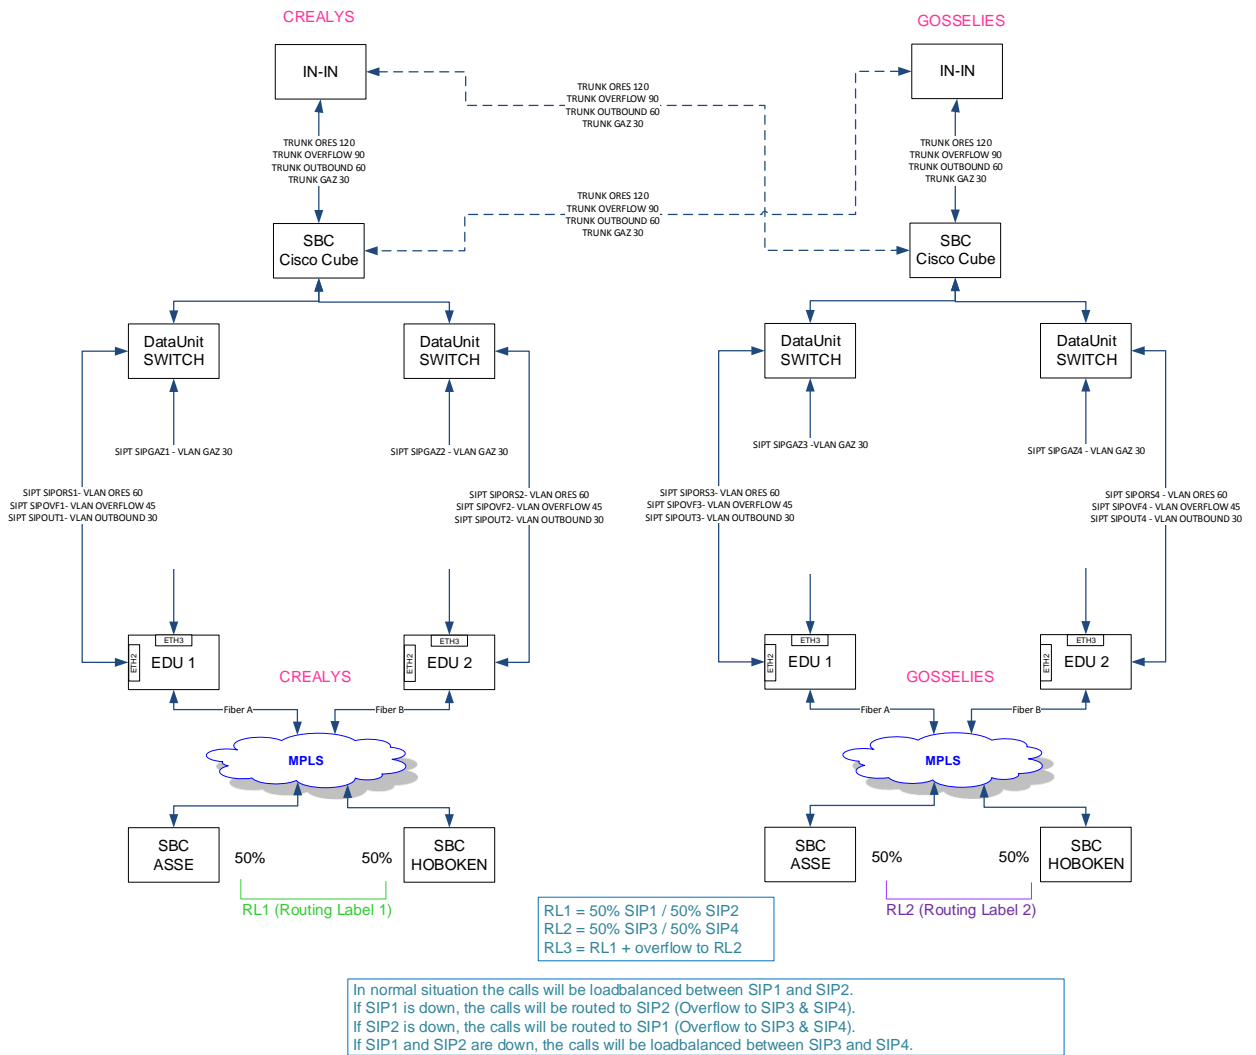 CREALYS
GOSSELIES
IN-IN
IN-IN
TRUNK ORES 120
TRUNK OVERFLOW 90
TRUNK OUTBOUND 60
TRUNK GAZ 30
TRUNK ORES 120
TRUNK OVERFLOW 90
TRUNK OUTBOUND 60
TRUNK GAZ 30
TRUNK ORES 120
TRUNK OVERFLOW 90
TRUNK OUTBOUND 60
TRUNK GAZ 30
TRUNK ORES 120
TRUNK OVERFLOW 90
TRUNK OUTBOUND 60
TRUNK GAZ 30
SBC
Cisco Cube
SBC
Cisco Cube
DataUnit
SWITCH
DataUnit
SWITCH
DataUnit
SWITCH
DataUnit
SWITCH
SIPT SIPGAZ1 - VLAN GAZ 30
SIPT SIPGAZ2 - VLAN GAZ 30
SIPT SIPGAZ3 -VLAN GAZ 30
SIPT SIPGAZ4 - VLAN GAZ 30
SIPT SIPORS1- VLAN ORES 60
SIPT SIPOVF1- VLAN OVERFLOW 45
SIPT SIPOUT1- VLAN OUTBOUND 30
SIPT SIPORS2- VLAN ORES 60
SIPT SIPOVF2- VLAN OVERFLOW 45
SIPT SIPOUT2- VLAN OUTBOUND 30
SIPT SIPORS3- VLAN ORES 60
SIPT SIPOVF3- VLAN OVERFLOW 45
SIPT SIPOUT3- VLAN OUTBOUND 30
SIPT SIPORS4 - VLAN ORES 60
SIPT SIPOVF4 - VLAN OVERFLOW 45
SIPT SIPOUT4 - VLAN OUTBOUND 30
ETH3
ETH2
EDU 1
ETH3
ETH2
EDU 2
ETH3
ETH2
EDU 1
ETH3
ETH2
EDU 2
CREALYS
GOSSELIES
Fiber A
Fiber B
Fiber A
Fiber B
MPLS
MPLS
SBC
ASSE
50%
50%
SBC
HOBOKEN
SBC
ASSE
50%
50%
SBC
HOBOKEN
RL1 (Routing Label 1)
RL2 (Routing Label 2)
RL1 = 50% SIP1 / 50% SIP2
RL2 = 50% SIP3 / 50% SIP4
RL3 = RL1 + overflow to RL2
In normal situation the calls will be loadbalanced between SIP1 and SIP2.
If SIP1 is down, the calls will be routed to SIP2 (Overflow to SIP3 & SIP4).
If SIP2 is down, the calls will be routed to SIP1 (Overflow to SIP3 & SIP4).
If SIP1 and SIP2 are down, the calls will be loadbalanced between SIP3 and SIP4.